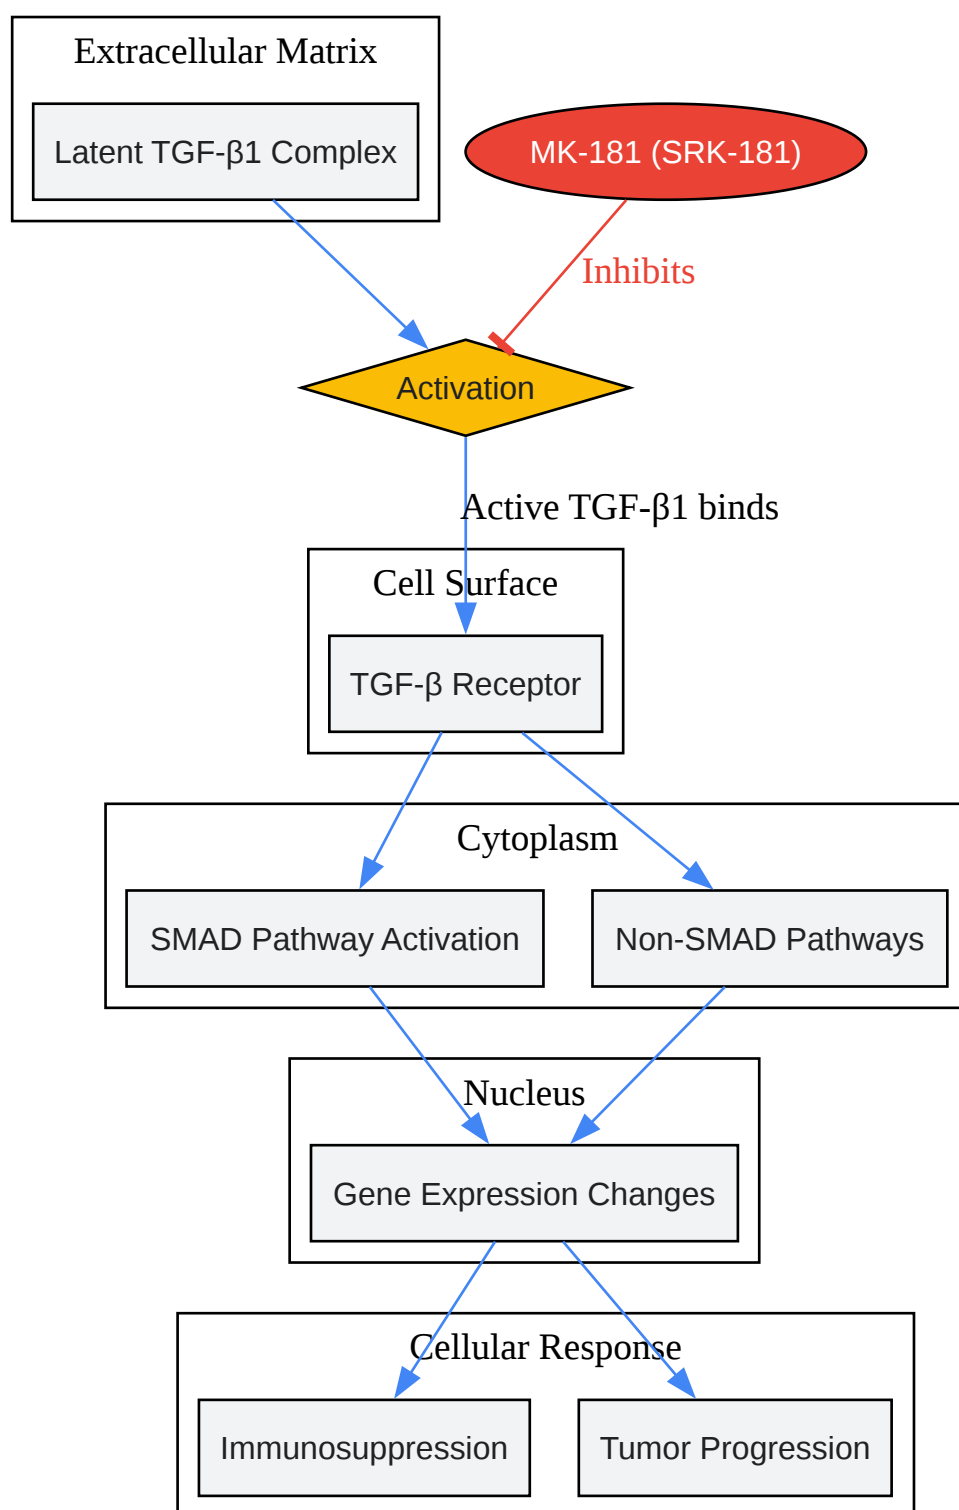 Extracellular Matrix
Latent TGF-β1 Complex
MK-181 (SRK-181)
Inhibits
Activation
Active TGF-β1 binds
Cell Surface
TGF-β Receptor
Cytoplasm
SMAD Pathway Activation
Non-SMAD Pathways
Nucleus
Gene Expression Changes
Cellular Response
Immunosuppression
Tumor Progression